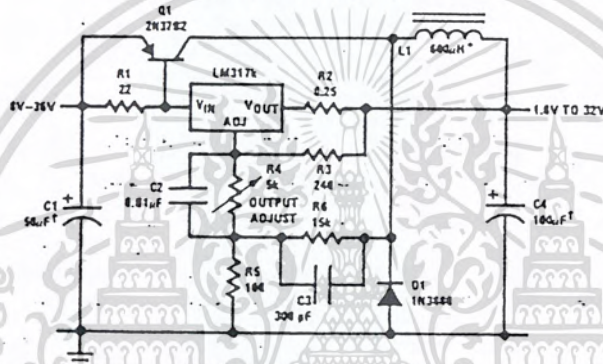 Q1
2N3792
L1
600µH*
R1
22
LM317k
R2
0.25
8V-35V
VIN
VOUT
ADJ
1.8V TO 32V
R4
5k
R3
240
C2
0.01µF
OUTPUT
ADJUST
R6
15k
C1
50µF†
C4
100µF†
R5
100
C3
300 pF
D1